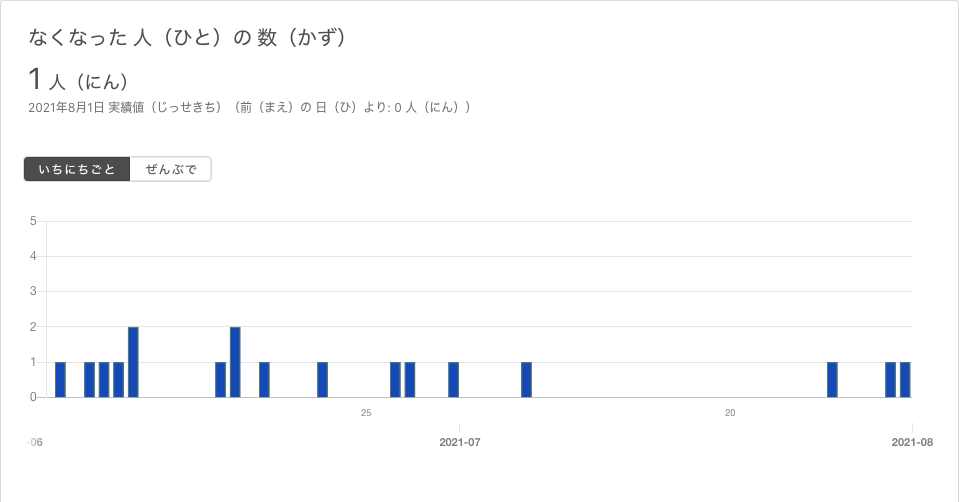 なくなった 人（ひと）の 数（かず）
1 人（にん）
2021年8月1日 実績値（じっせきち）（前（まえ）の 日（ひ）より: 0 人（にん））
いちにちごと ぜんぶで
5
4
3
2
1
0
25 20
-06 2021-07 2021-08